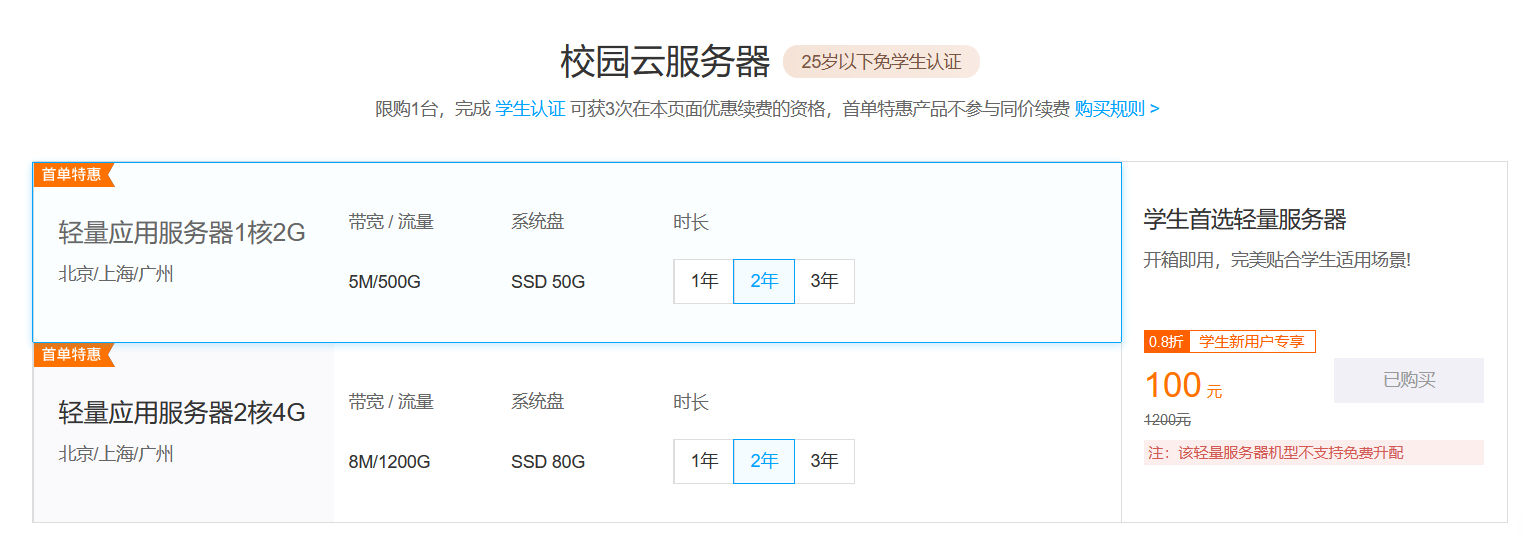 校园云服务器 25岁以下免学生认证
限购1台，完成 学生认证 可获3次在本页面优惠续费的资格，首单特惠产品不参与同价续费 购买规则 >
首单特惠
轻量应用服务器1核2G
北京/上海/广州
带宽 / 流量 系统盘 时长
5M/500G SSD 50G 1年 2年 3年
首单特惠
轻量应用服务器2核4G
北京/上海/广州
带宽 / 流量 系统盘 时长
8M/1200G SSD 80G 1年 2年 3年
学生首选轻量服务器
开箱即用，完美贴合学生适用场景!
0.8折 学生新用户专享
100 元
已购买
1200元
注：该轻量服务器机型不支持免费升配